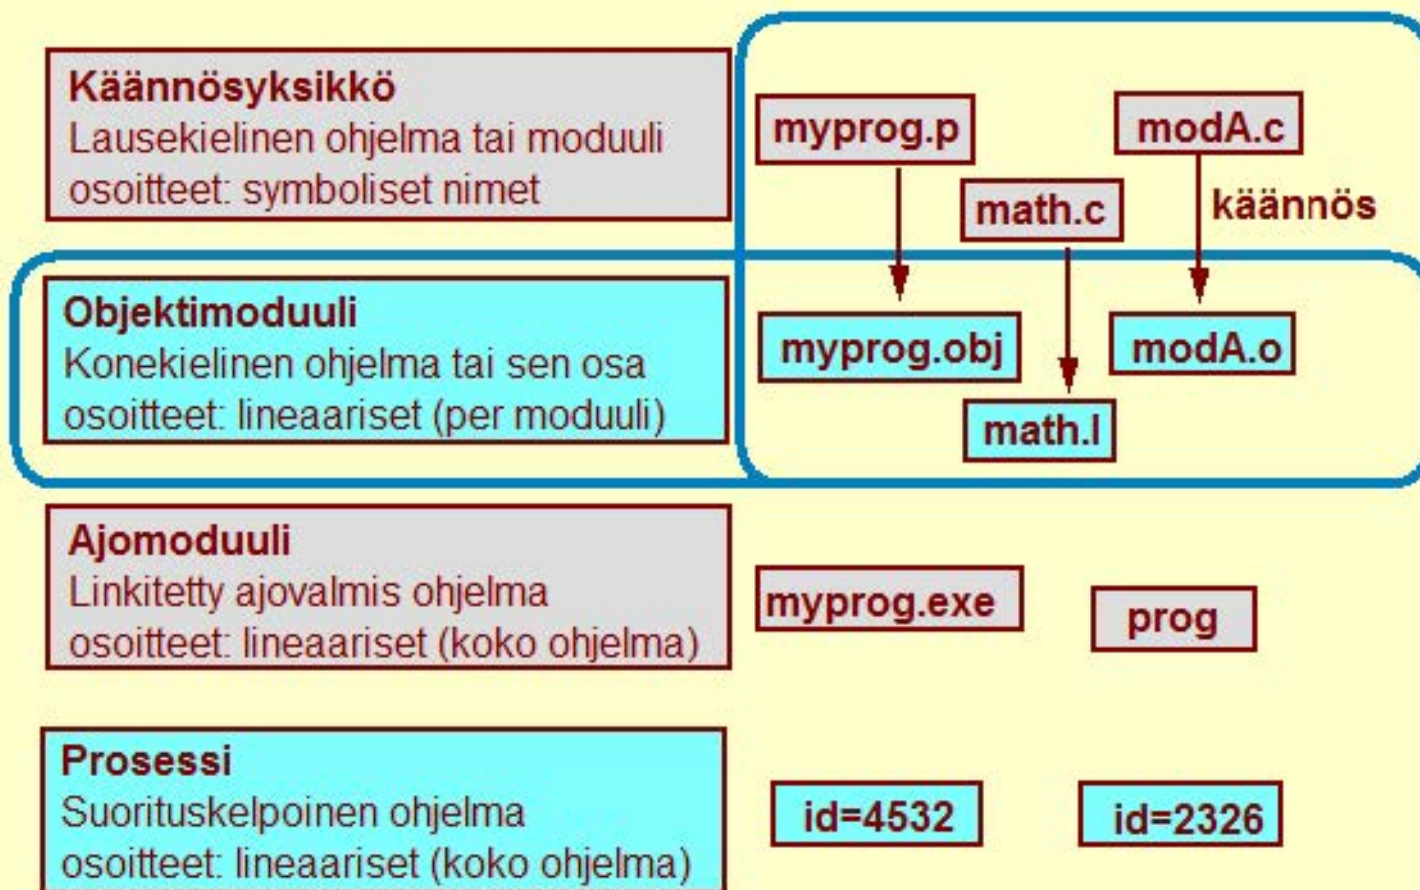 Käännösyksikkö
Lausekielinen ohjelma tai moduuli
osoitteet: symboliset nimet
myprog.p
modA.c
math.c
käännös
Objektimoduuli
Konekielinen ohjelma tai sen osa
osoitteet: lineaariset (per moduuli)
myprog.obj
modA.o
math.l
Ajomoduuli
Linkitetty ajovalmis ohjelma
osoitteet: lineaariset (koko ohjelma)
myprog.exe
prog
Prosessi
Suorituskelpoinen ohjelma
osoitteet: lineaariset (koko ohjelma)
id=4532
id=2326